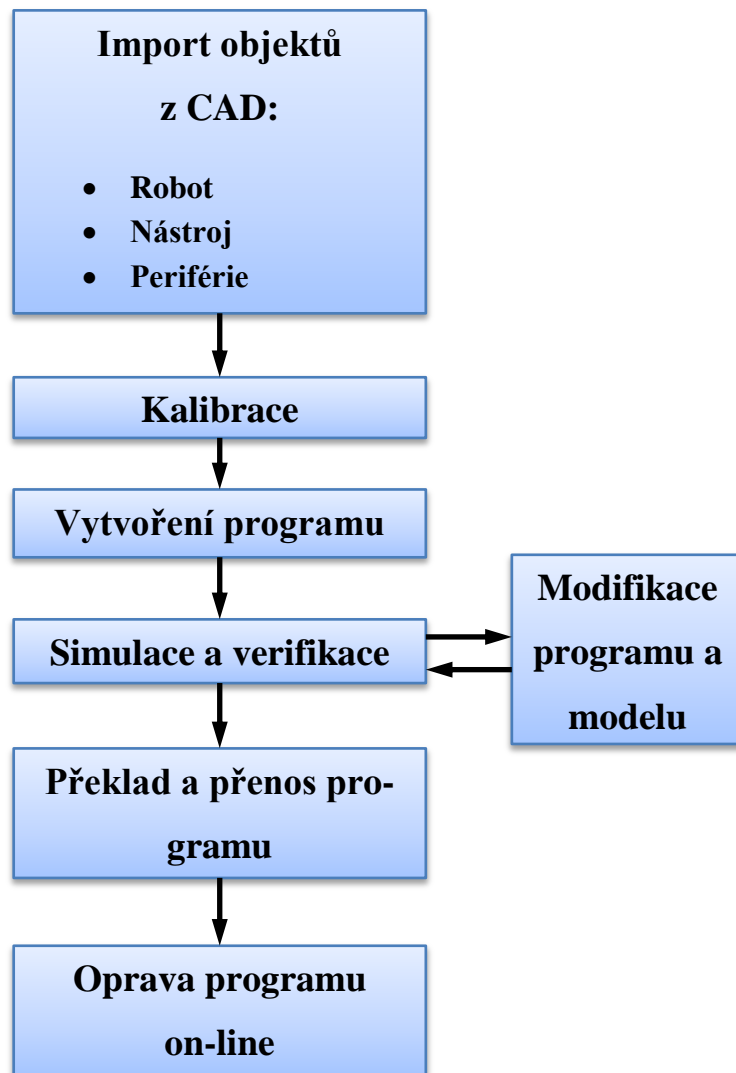 Import objektů
z CAD:
• Robot
• Nástroj
• Periférie
Kalibrace
Vytvoření programu
Simulace a verifikace
Modifikace
programu a
modelu
Překlad a přenos pro-
gramu
Oprava programu
on-line